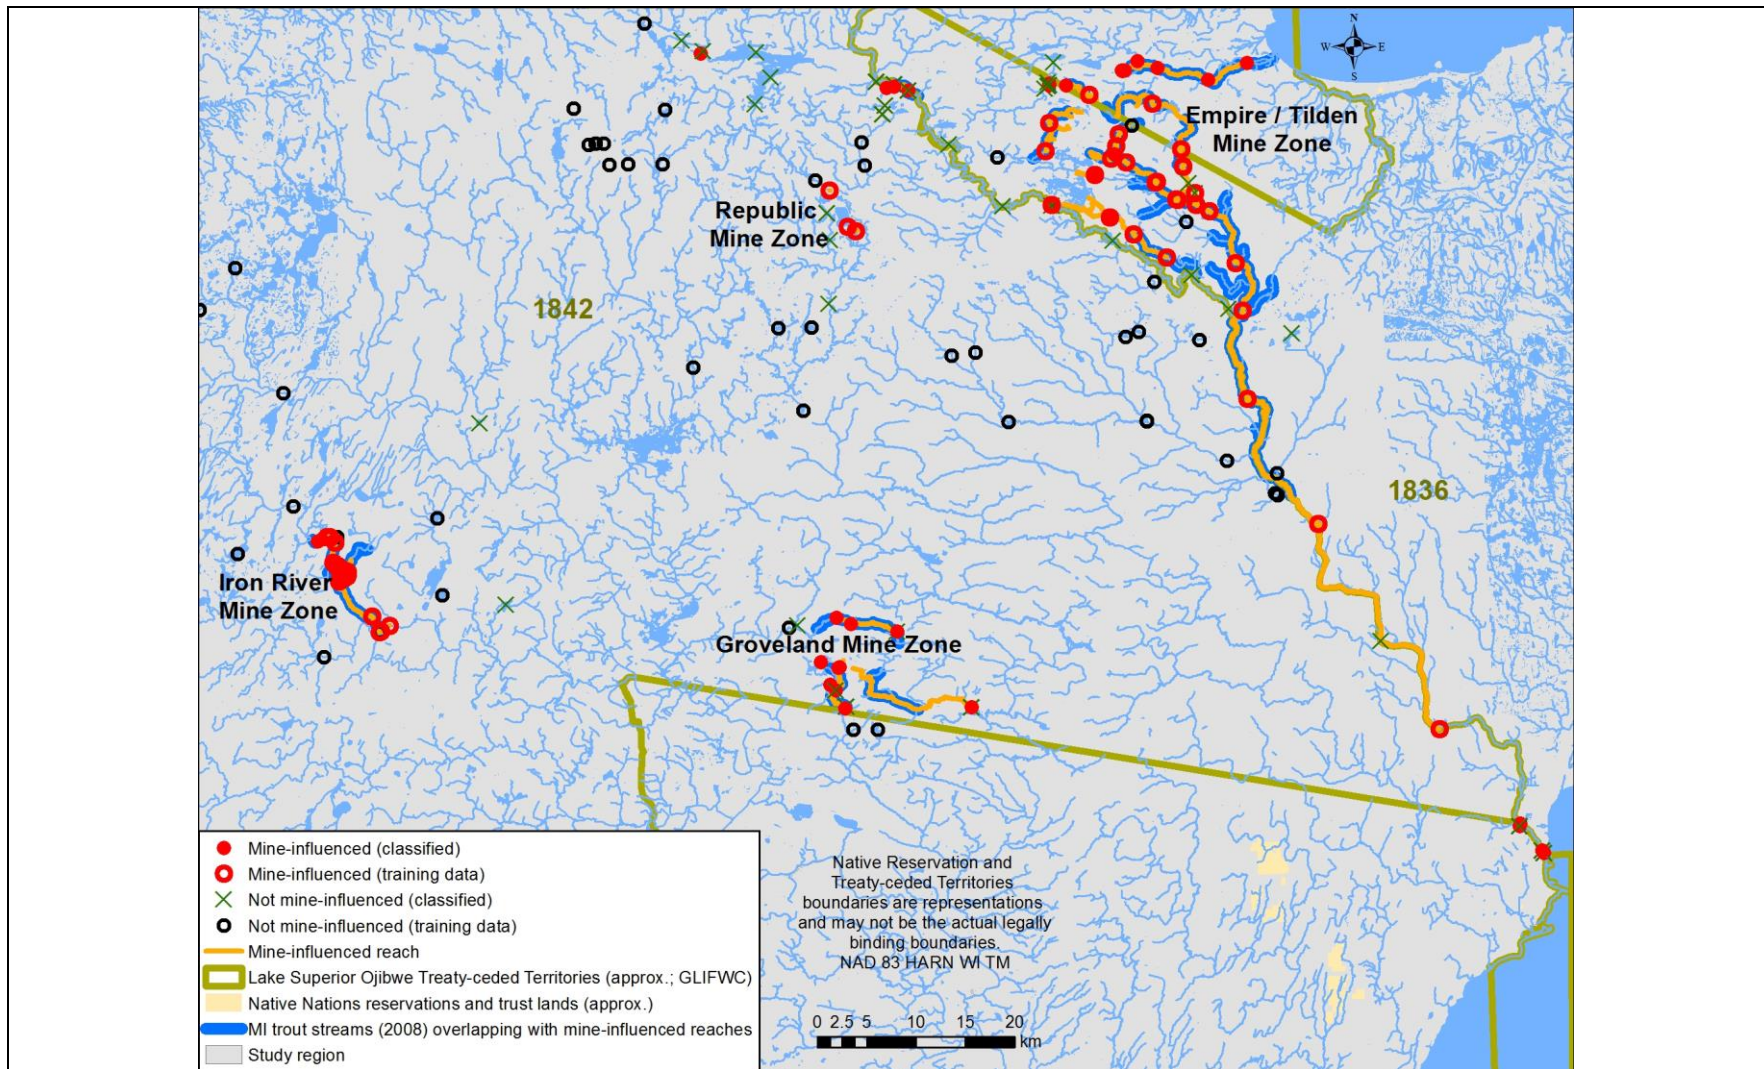 N
W
E
S
Empire / Tilden
Mine Zone
Republic
Mine Zone
1842
1836
Iron River
Mine Zone
Groveland Mine Zone
Mine-influenced (classified)
Mine-influenced (training data)
Not mine-influenced (classified)
Not mine-influenced (training data)
Mine-influenced reach
Lake Superior Ojibwe Treaty-ceded Territories (approx.; GLIFWC)
Native Nations reservations and trust lands (approx.)
MI trout streams (2008) overlapping with mine-influenced reaches
Study region
Native Reservation and
Treaty-ceded Territories
boundaries are representations
and may not be the actual legally
binding boundaries.
NAD 83 HARN WI TM
0 2.5 5 10 15 20
km